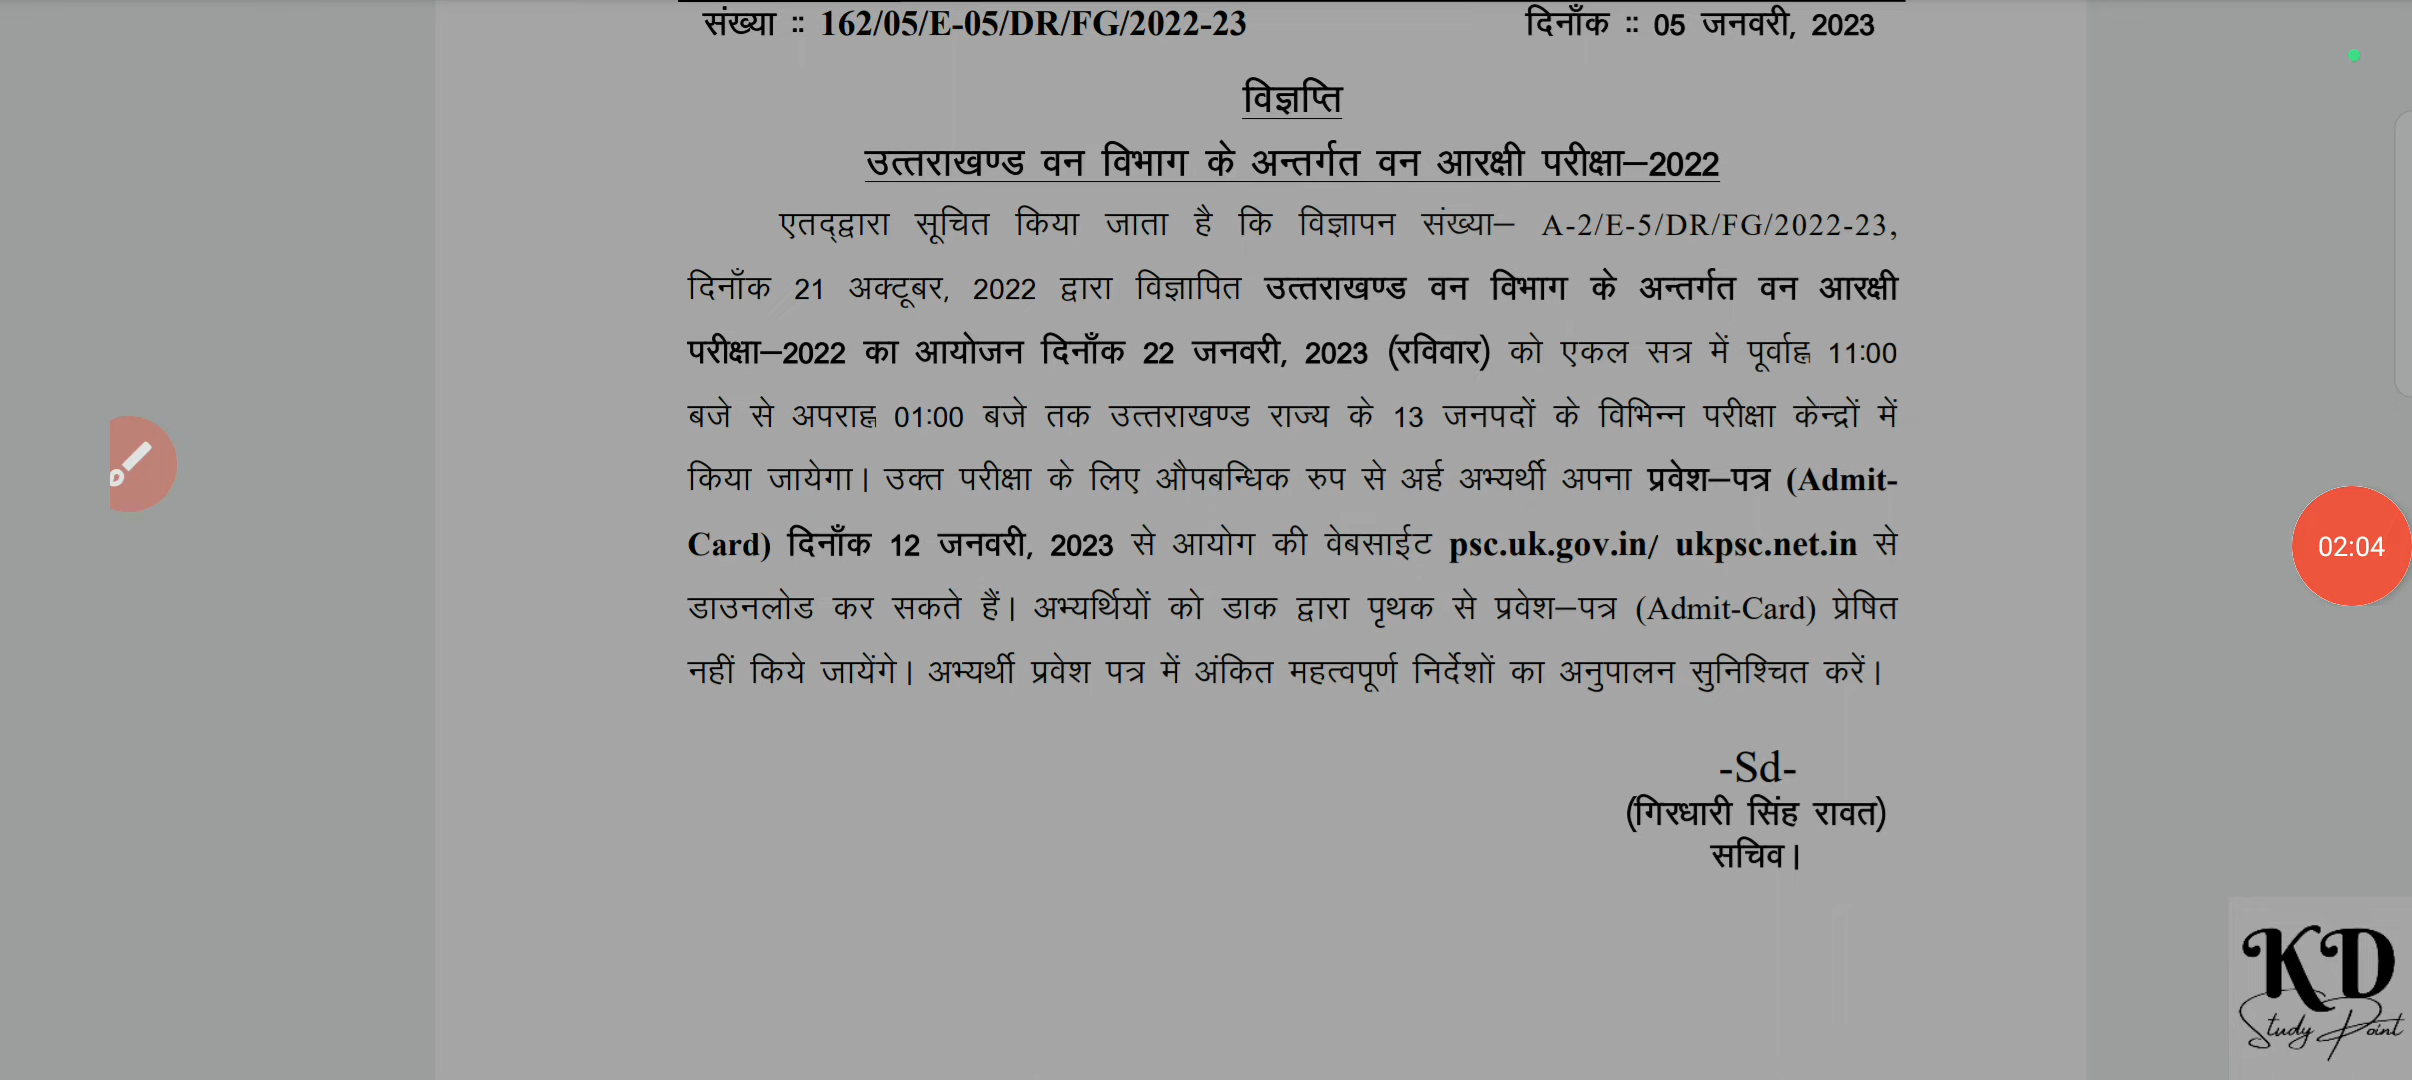 संख्या :: 162/05/E-05/DR/FG/2022-23 दिनाँक :: 05 जनवरी, 2023
विज्ञप्ति
उत्तराखण्ड वन विभाग के अन्तर्गत वन आरक्षी परीक्षा–2022
एतद्द्वारा सूचित किया जाता है कि विज्ञापन संख्या– A-2/E-5/DR/FG/2022-23,
दिनाँक 21 अक्टूबर, 2022 द्वारा विज्ञापित उत्तराखण्ड वन विभाग के अन्तर्गत वन आरक्षी
परीक्षा–2022 का आयोजन दिनाँक 22 जनवरी, 2023 (रविवार) को एकल सत्र में पूर्वाह्न 11:00
बजे से अपराह्न 01:00 बजे तक उत्तराखण्ड राज्य के 13 जनपदों के विभिन्न परीक्षा केन्द्रों में
किया जायेगा। उक्त परीक्षा के लिए औपबन्धिक रुप से अर्ह अभ्यर्थी अपना प्रवेश–पत्र (Admit-
Card) दिनाँक 12 जनवरी, 2023 से आयोग की वेबसाईट psc.uk.gov.in/ ukpsc.net.in से
डाउनलोड कर सकते हैं। अभ्यर्थियों को डाक द्वारा पृथक से प्रवेश–पत्र (Admit-Card) प्रेषित
नहीं किये जायेंगे। अभ्यर्थी प्रवेश पत्र में अंकित महत्वपूर्ण निर्देशों का अनुपालन सुनिश्चित करें।
-Sd-
(गिरधारी सिंह रावत)
सचिव।
02:04
KD
Study Point